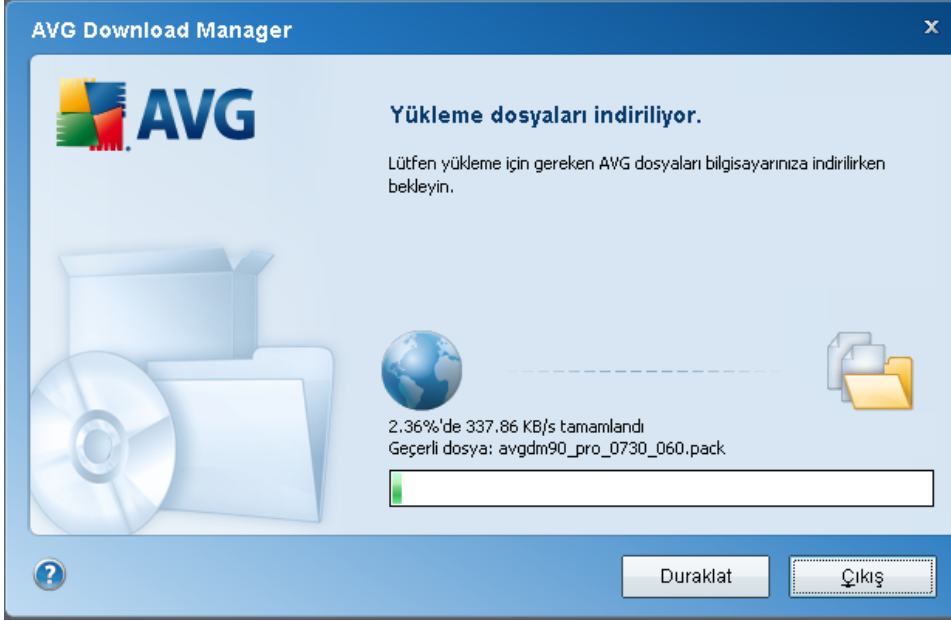 AVG Download Manager
x
AVG
Yükleme dosyaları indiriliyor.
Lütfen yükleme için gereken AVG dosyaları bilgisayarınıza indirilirken
bekleyin.
2.36%'de 337.86 KB/s tamamlandı
Geçerli dosya: avgdm90_pro_0730_060.pack
?
Duraklat
Çıkış